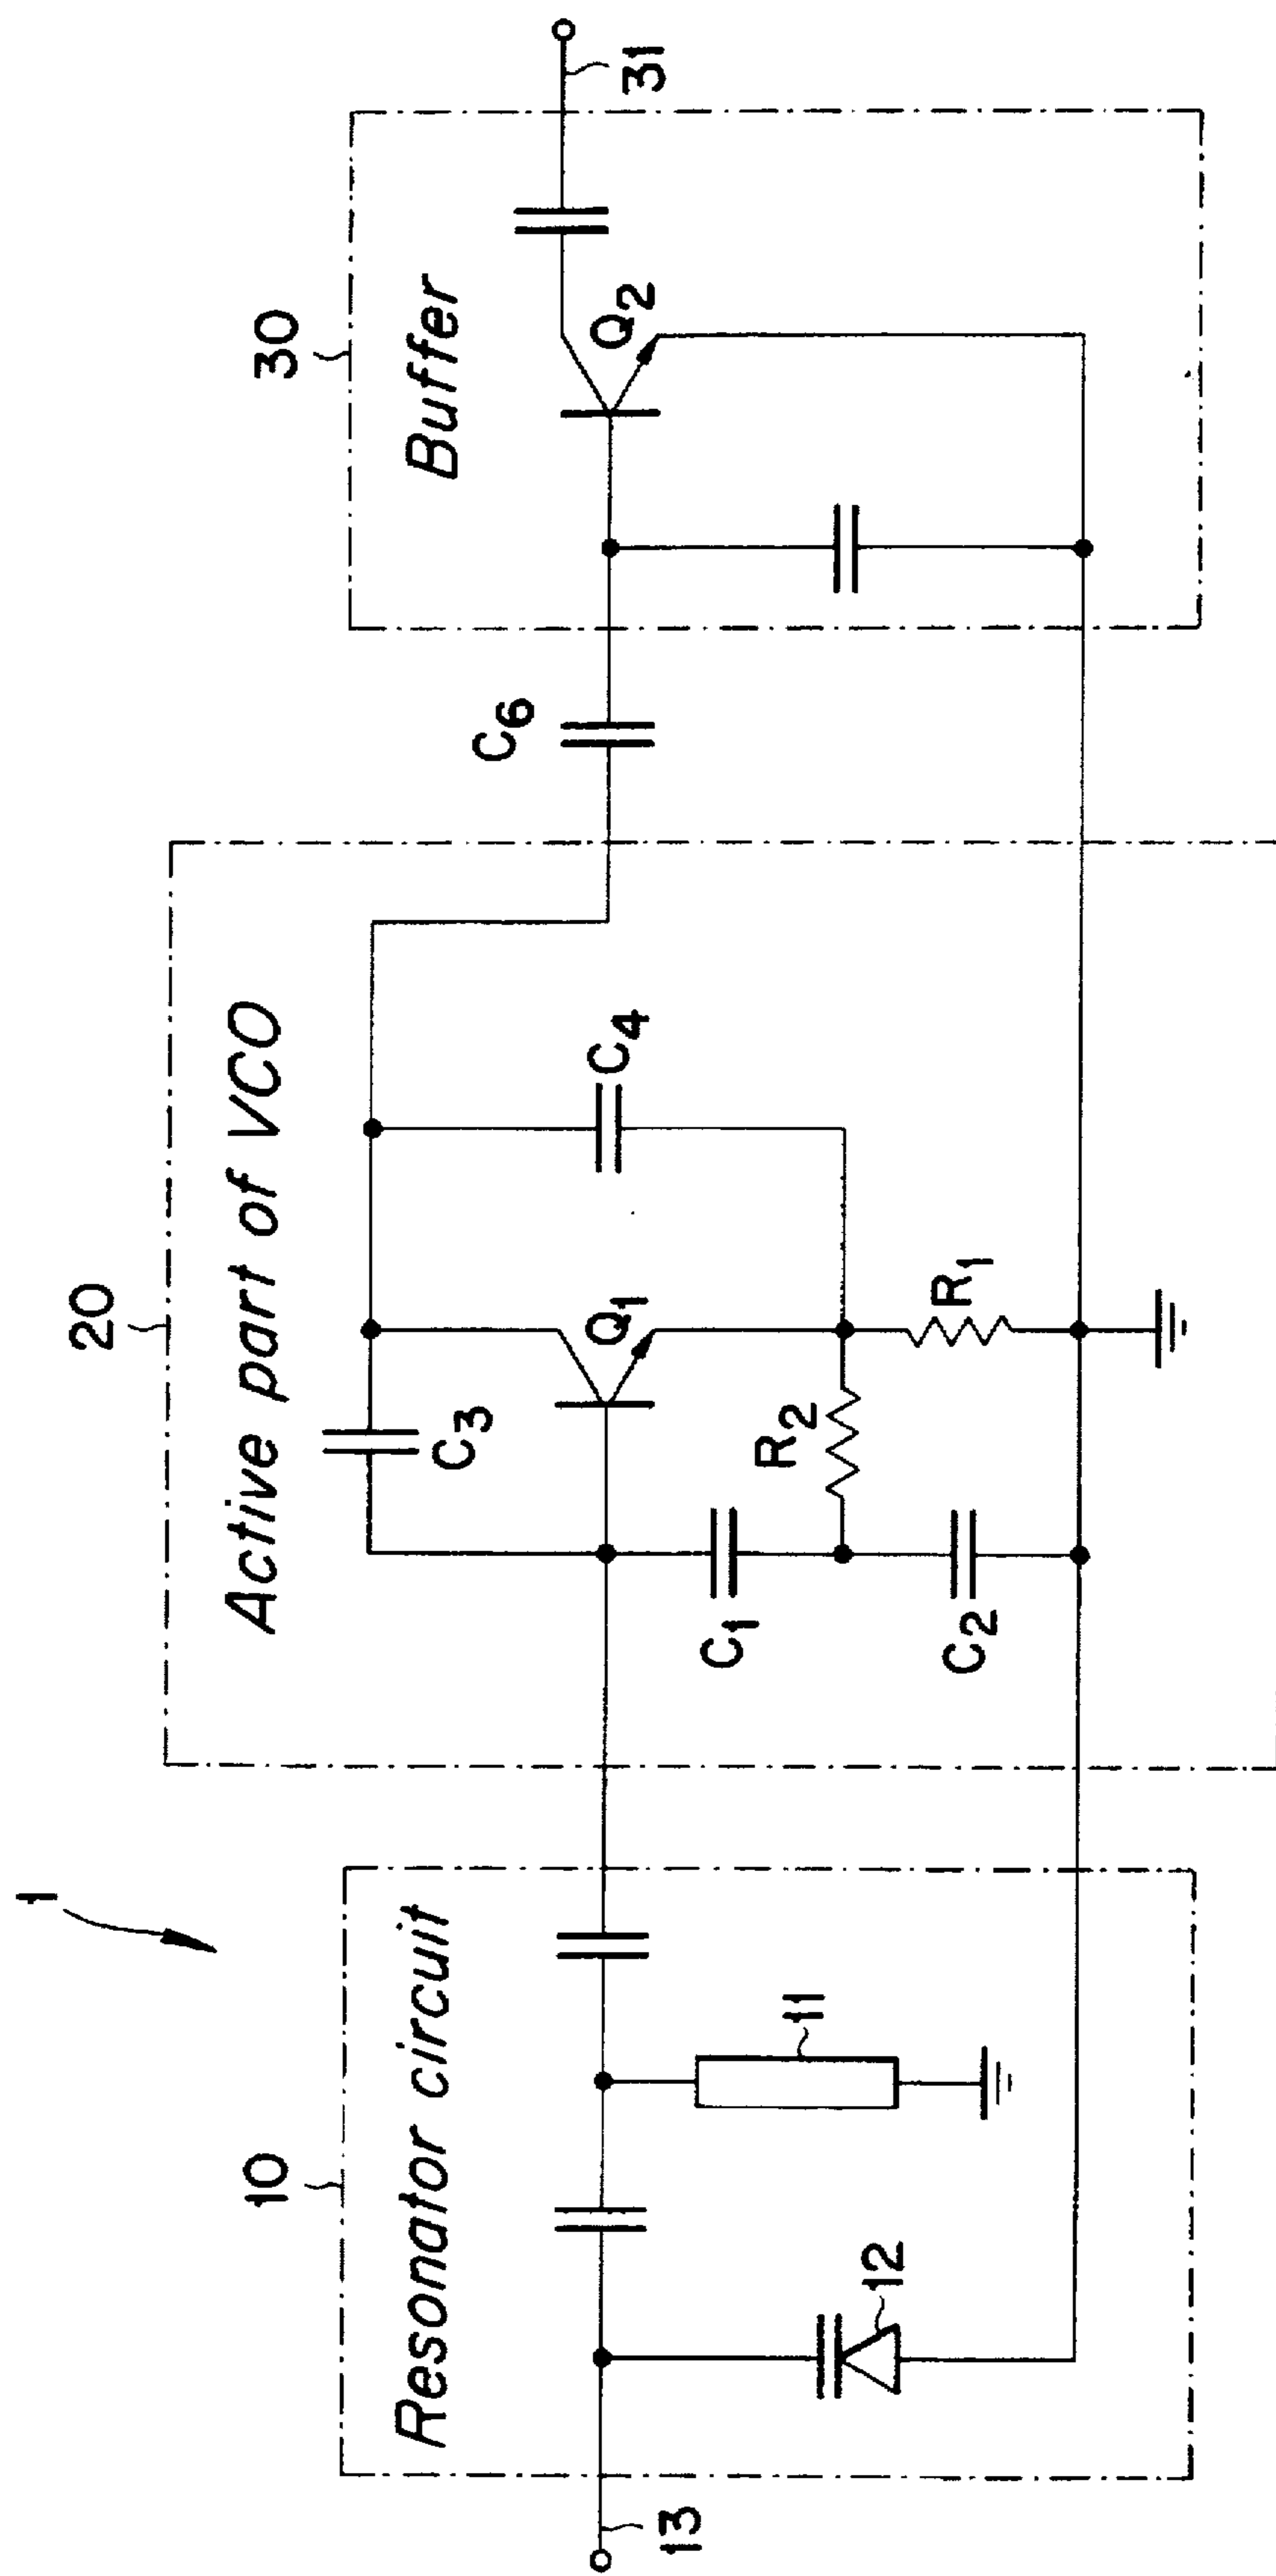 1
10
Resonator circuit
13
12
11
20
Active part of VCO
C3
Q1
C4
C1
R2
C2
R1
C6
30
Buffer
Q2
31